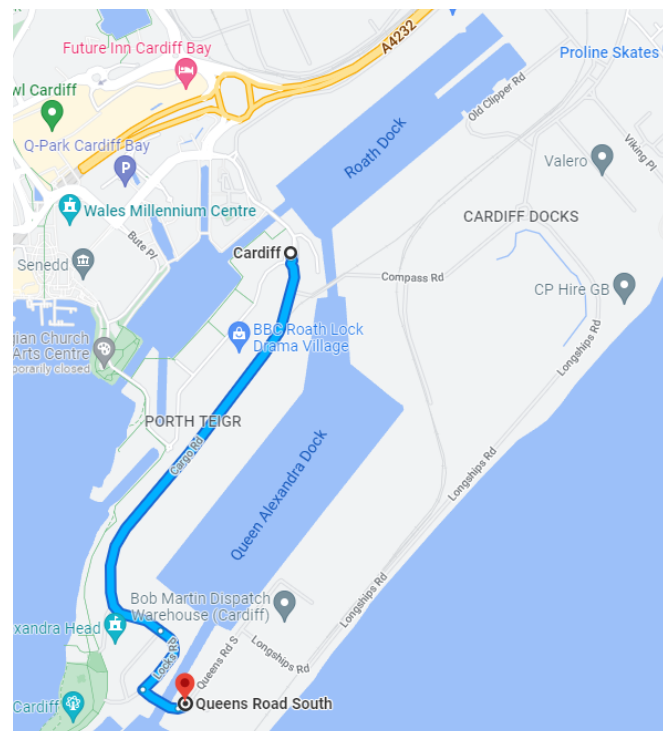 A4232
Future Inn Cardiff Bay
Proline Skates
wl Cardiff
Old Clipper Rd
Q-Park Cardiff Bay
P
Roath Dock
Viking Pl
Valero
Wales Millennium Centre
CARDIFF DOCKS
Bute Pl
Senedd
Cardiff
Compass Rd
CP Hire GB
gian Church
Arts Centre
porarily closed
BBC Roath Lock
Drama Village
Longships Rd
PORTH TEIGR
Cargo Rd
Queen Alexandra Dock
Longships Rd
Bob Martin Dispatch
Warehouse (Cardiff)
Longships Rd
xandra Head
Locks Rd
Queens Rd S
Longships Rd
Cardiff
Queens Road South